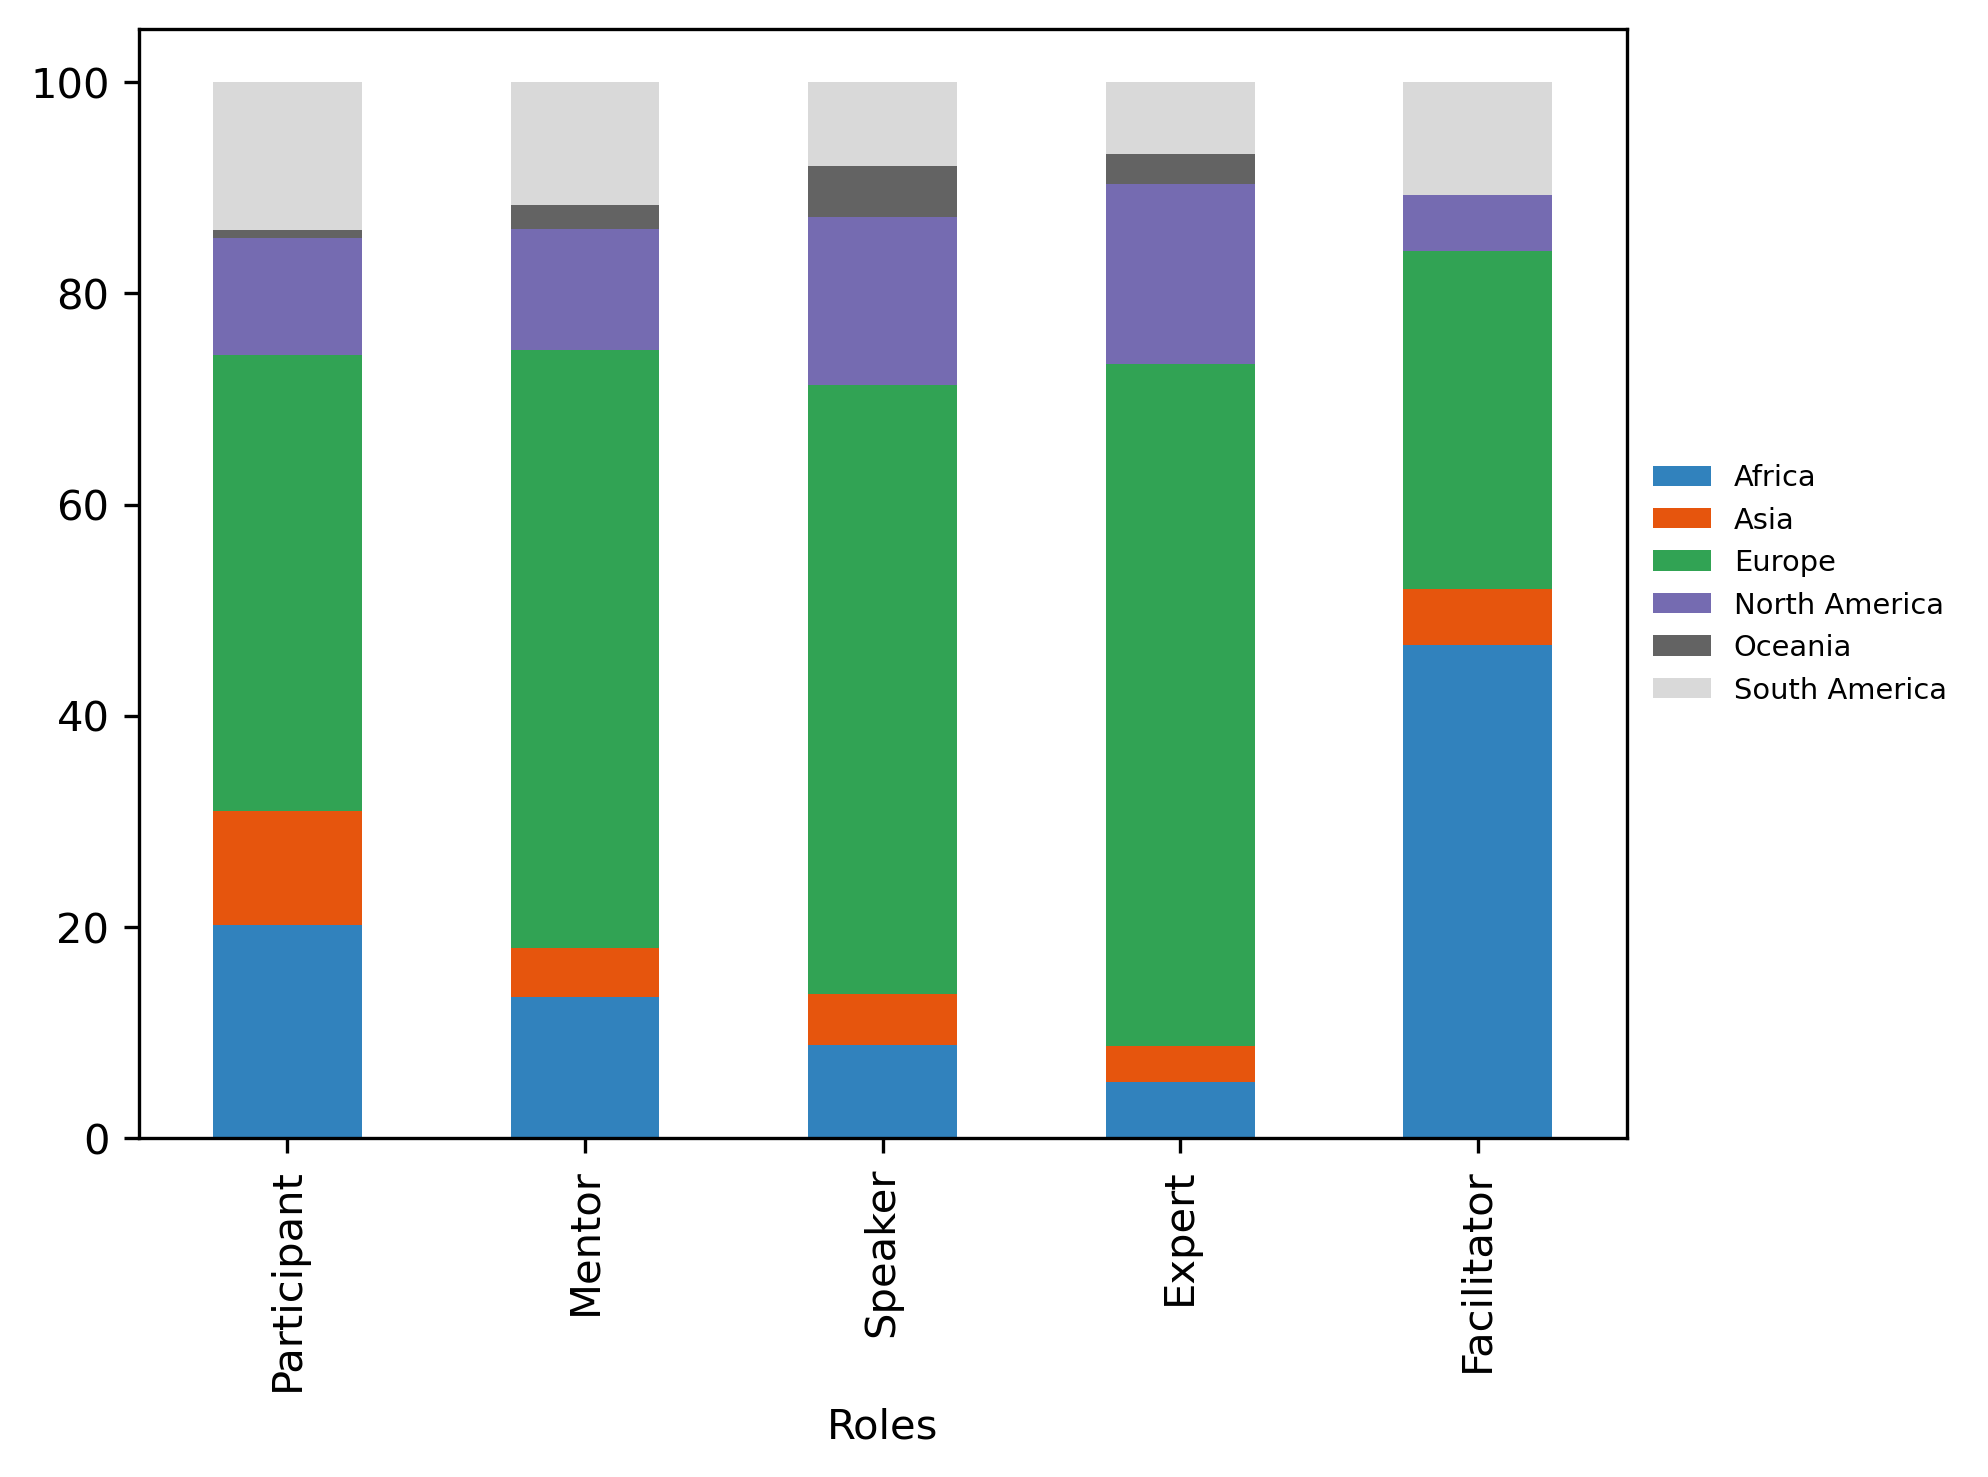 100
80
60
40
20
0
Participant
Mentor
Speaker
Expert
Facilitator
Roles
Africa
Asia
Europe
North America
Oceania
South America